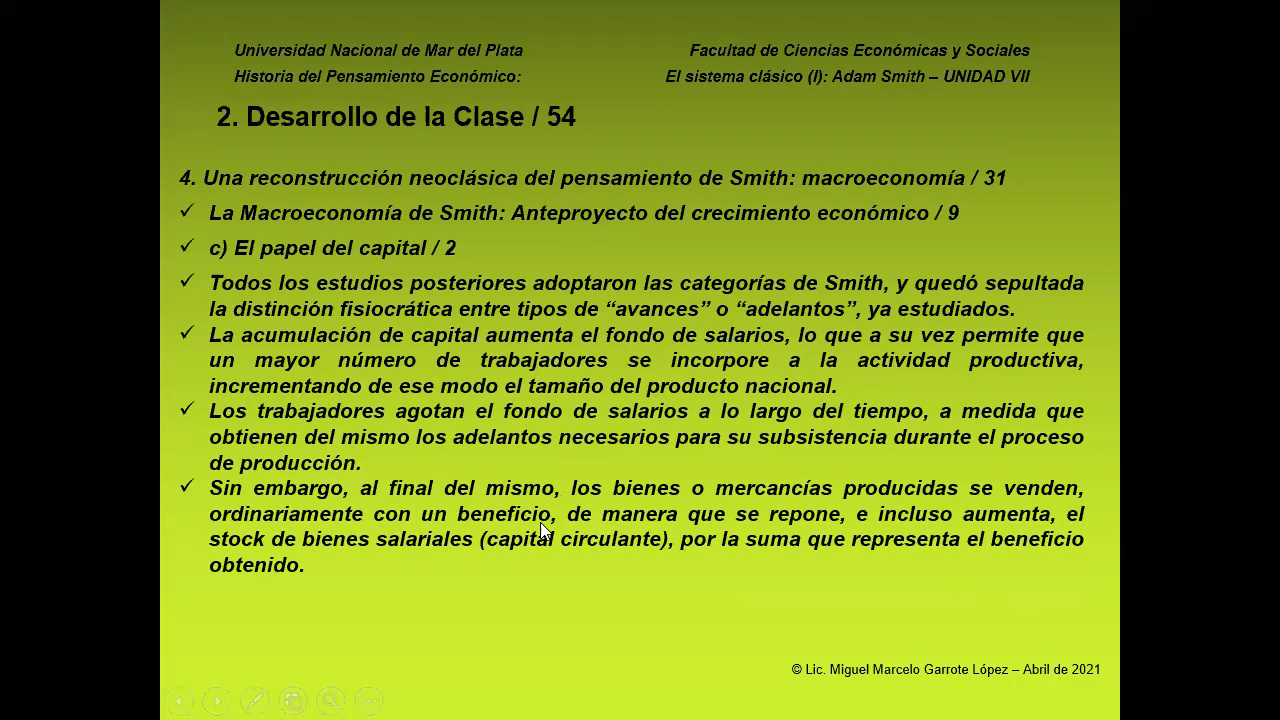 Universidad Nacional de Mar del Plata Facultad de Ciencias Económicas y Sociales
Historia del Pensamiento Económico: El sistema clásico (I): Adam Smith – UNIDAD VII
2. Desarrollo de la Clase / 54
4. Una reconstrucción neoclásica del pensamiento de Smith: macroeconomía / 31
✓ La Macroeconomía de Smith: Anteproyecto del crecimiento económico / 9
✓ c) El papel del capital / 2
✓ Todos los estudios posteriores adoptaron las categorías de Smith, y quedó sepultada
la distinción fisiocrática entre tipos de “avances” o “adelantos”, ya estudiados.
✓ La acumulación de capital aumenta el fondo de salarios, lo que a su vez permite que
un mayor número de trabajadores se incorpore a la actividad productiva,
incrementando de ese modo el tamaño del producto nacional.
✓ Los trabajadores agotan el fondo de salarios a lo largo del tiempo, a medida que
obtienen del mismo los adelantos necesarios para su subsistencia durante el proceso
de producción.
✓ Sin embargo, al final del mismo, los bienes o mercancías producidas se venden,
ordinariamente con un beneficio, de manera que se repone, e incluso aumenta, el
stock de bienes salariales (capital circulante), por la suma que representa el beneficio
obtenido.
© Lic. Miguel Marcelo Garrote López – Abril de 2021